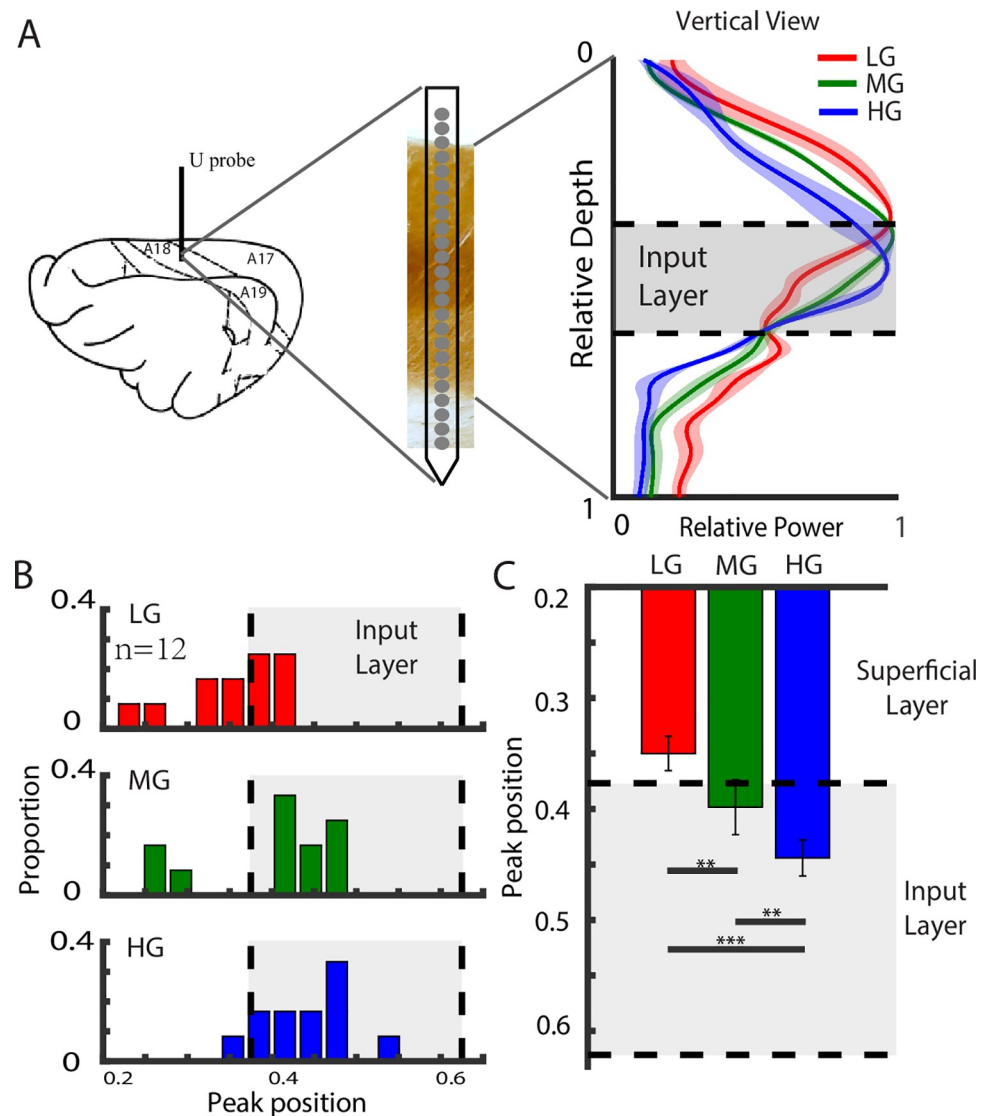 A
U probe
A18
A17
A19
Vertical View
0
LG
MG
HG
Relative Depth
Input
Layer
1
0
Relative Power
1
B
0.4
LG
n=12
Input
Layer
0
0.4
MG
Proportion
0
0.4
HG
0
0.2
0.4
0.6
Peak position
C
LG
MG
HG
0.2
0.3
0.4
0.5
0.6
Peak position
Superficial
Layer
**
**
***
Input
Layer